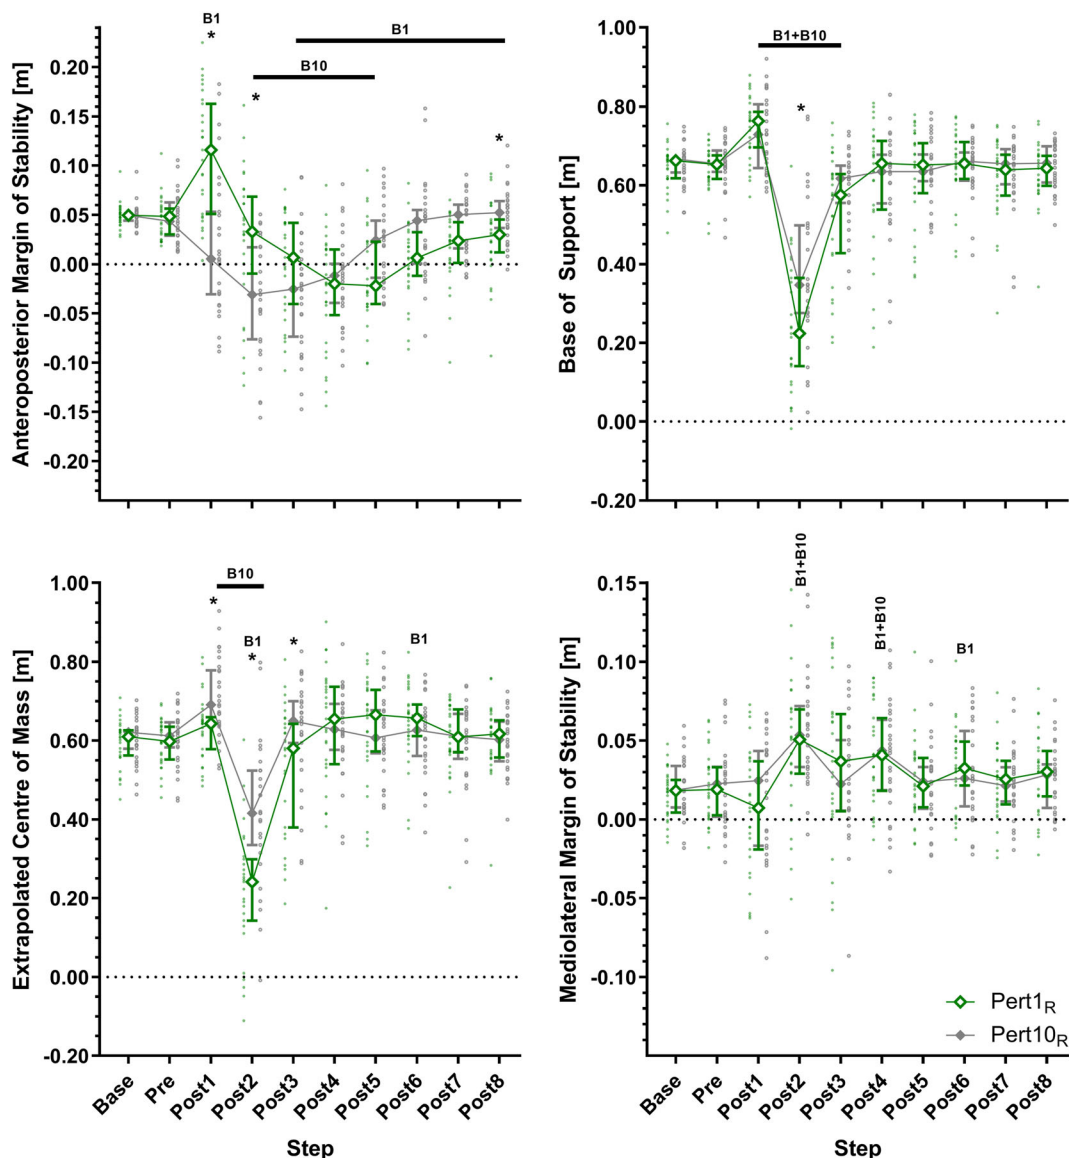 Anteroposterior Margin of Stability [m]
0.20
0.15
0.10
0.05
0.00
-0.05
-0.10
-0.15
-0.20
B1
*
B1
B10
*
*
Base of Support [m]
1.00
0.80
0.60
0.40
0.20
0.00
-0.20
B1+B10
*
Extrapolated Centre of Mass [m]
1.00
0.80
0.60
0.40
0.20
0.00
-0.20
B10
*
B1
*
*
B1
Base
Pre
Post1
Post2
Post3
Post4
Post5
Post6
Post7
Post8
Step
Mediolateral Margin of Stability [m]
0.15
0.10
0.05
0.00
-0.05
-0.10
B1+B10
B1+B10
B1
Pert1R
Pert10R
Base
Pre
Post1
Post2
Post3
Post4
Post5
Post6
Post7
Post8
Step